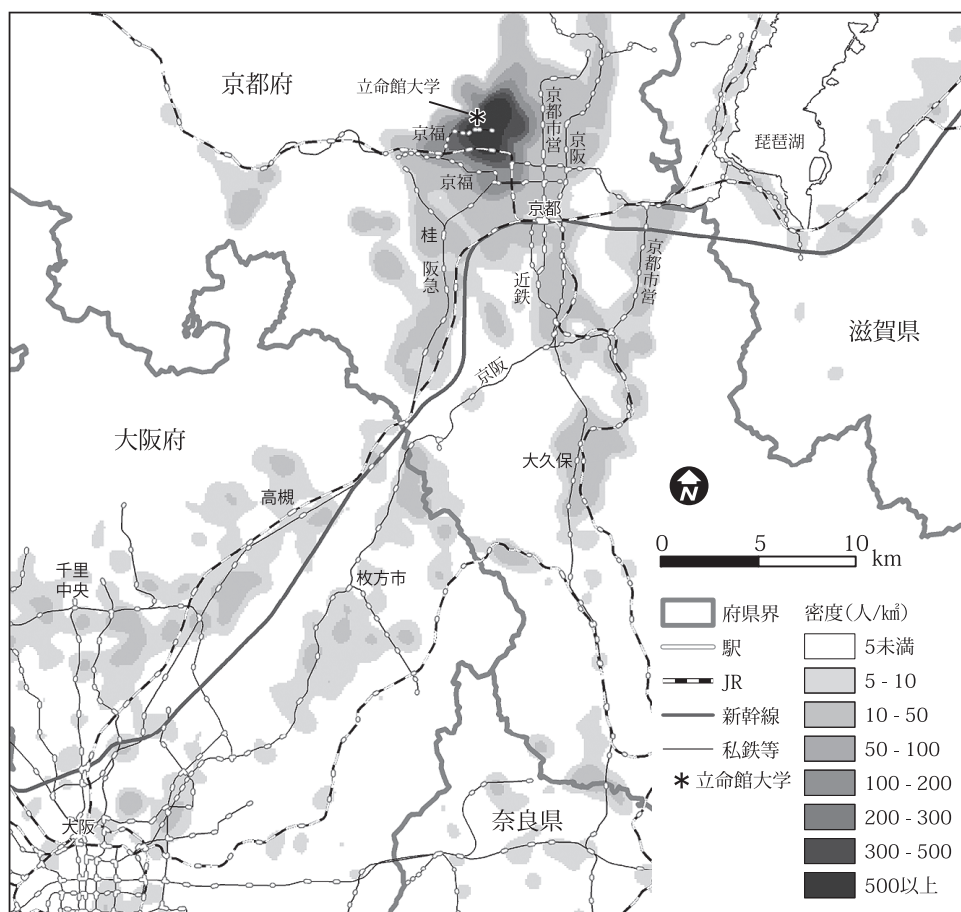 京都府
立命館大学
京福
京都市営
京阪
琵琶湖
京福
京都
桂
阪急
近鉄
京都市営
滋賀県
京阪
大阪府
大久保
高槻
N
0 5 10 km
千里
中央
枚方市
府県界
駅
JR
新幹線
私鉄等
* 立命館大学
密度(人/㎢)
5未満
5 - 10
10 - 50
50 - 100
100 - 200
200 - 300
300 - 500
500以上
大阪
奈良県